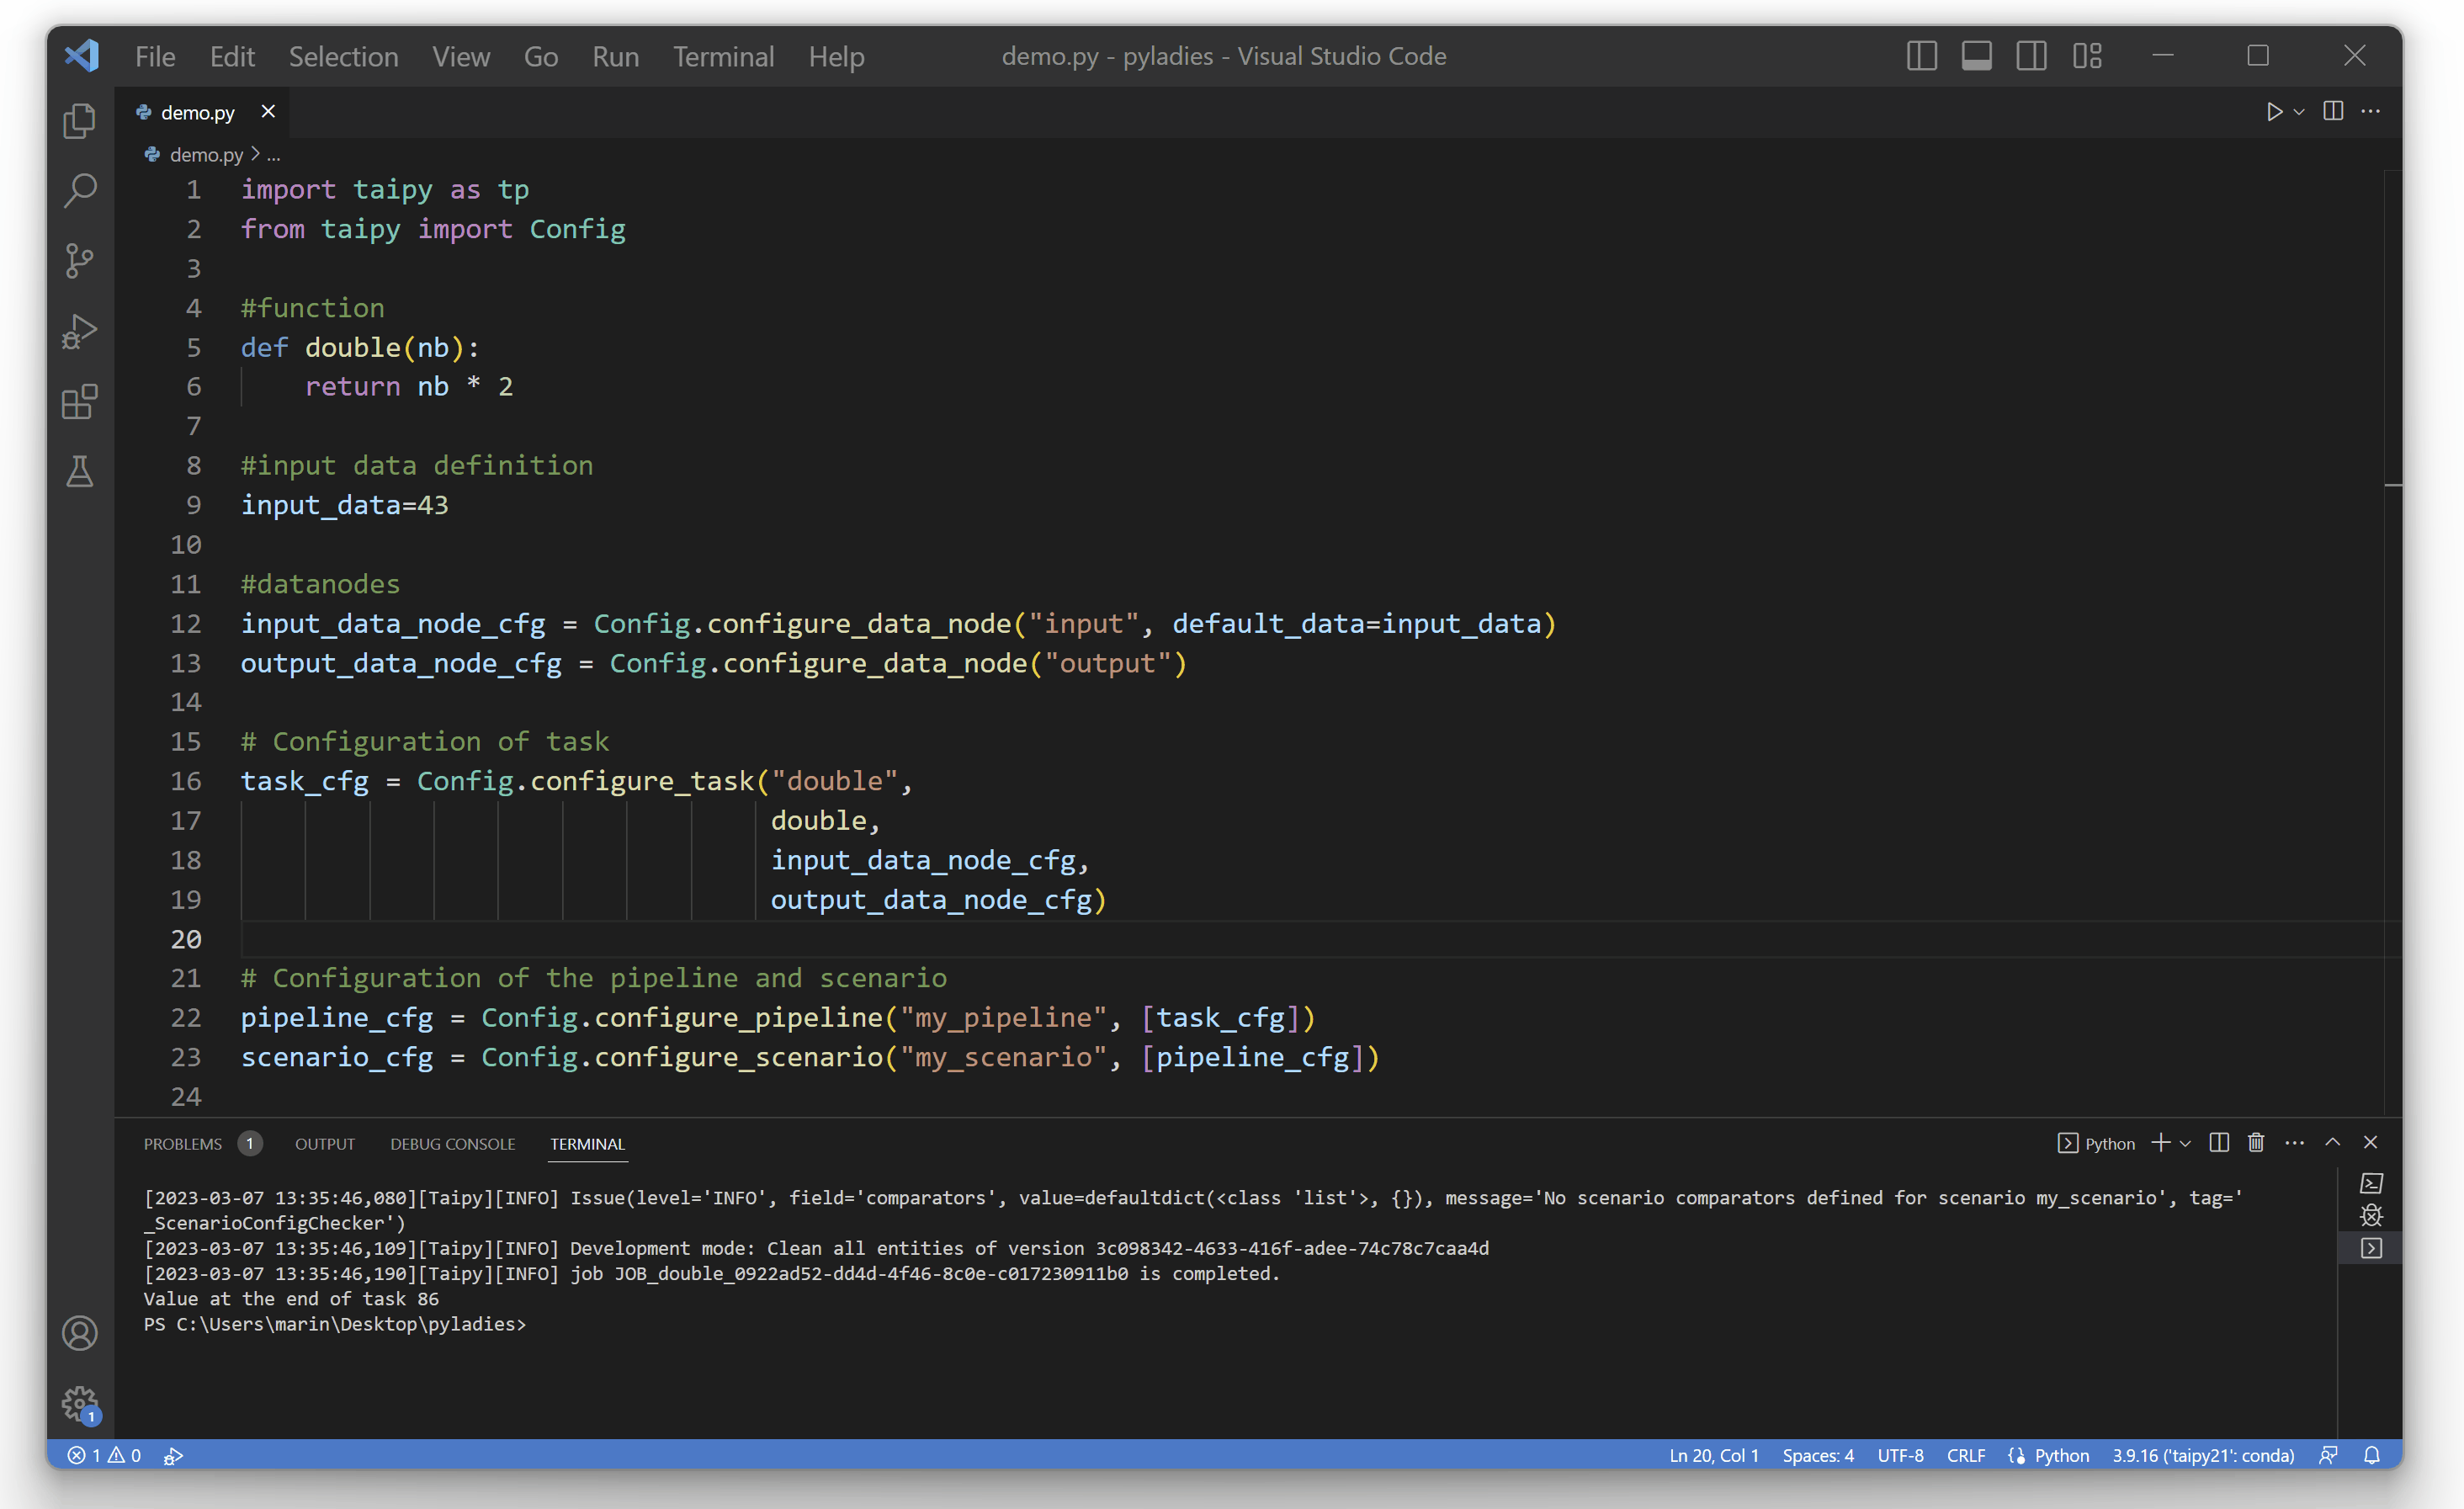 File Edit Selection View Go Run Terminal Help demo.py - pyladies - Visual Studio Code
demo.py
demo.py > ...
1 import taipy as tp
2 from taipy import Config
3
4 #function
5 def double(nb):
6     return nb * 2
7
8 #input data definition
9 input_data=43
10
11 #datanodes
12 input_data_node_cfg = Config.configure_data_node("input", default_data=input_data)
13 output_data_node_cfg = Config.configure_data_node("output")
14
15 # Configuration of task
16 task_cfg = Config.configure_task("double",
17                                  double,
18                                  input_data_node_cfg,
19                                  output_data_node_cfg)
20
21 # Configuration of the pipeline and scenario
22 pipeline_cfg = Config.configure_pipeline("my_pipeline", [task_cfg])
23 scenario_cfg = Config.configure_scenario("my_scenario", [pipeline_cfg])
24
PROBLEMS 1 OUTPUT DEBUG CONSOLE TERMINAL Python
[2023-03-07 13:35:46,080][Taipy][INFO] Issue(level='INFO', field='comparators', value=defaultdict(<class 'list'>, {}), message='No scenario comparators defined for scenario my_scenario', tag='
_ScenarioConfigChecker')
[2023-03-07 13:35:46,109][Taipy][INFO] Development mode: Clean all entities of version 3c098342-4633-416f-adee-74c78c7caa4d
[2023-03-07 13:35:46,190][Taipy][INFO] job JOB_double_0922ad52-dd4d-4f46-8c0e-c017230911b0 is completed.
Value at the end of task 86
PS C:\Users\marin\Desktop\pyladies>
1
1 0 Ln 20, Col 1 Spaces: 4 UTF-8 CRLF Python 3.9.16 ('taipy21': conda)